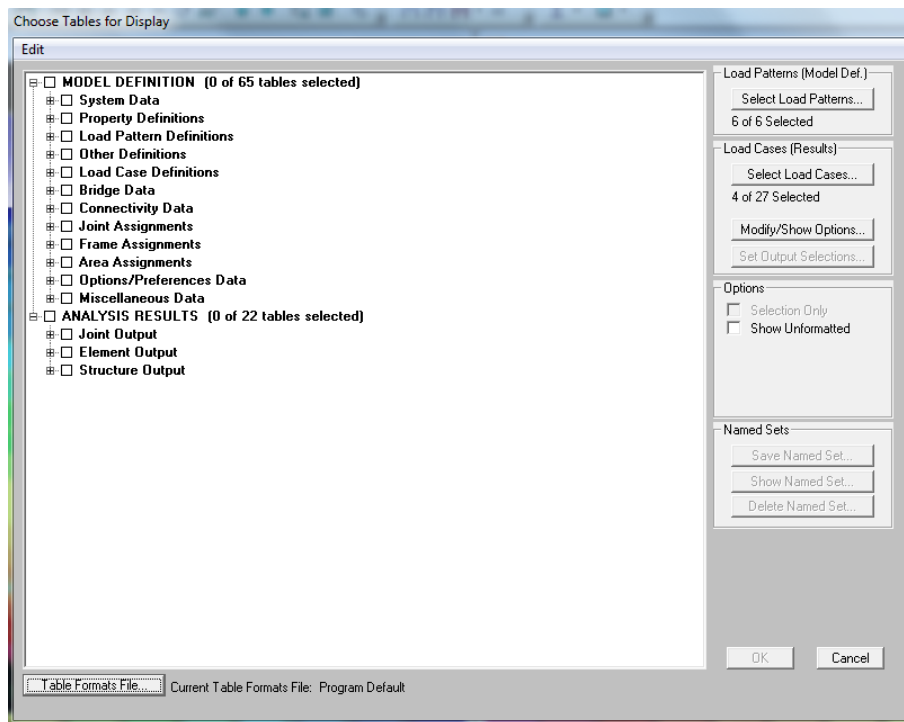 Choose Tables for Display
Edit
MODEL DEFINITION (0 of 65 tables selected)
System Data
Property Definitions
Load Pattern Definitions
Other Definitions
Load Case Definitions
Bridge Data
Connectivity Data
Joint Assignments
Frame Assignments
Area Assignments
Options/Preferences Data
Miscellaneous Data
ANALYSIS RESULTS (0 of 22 tables selected)
Joint Output
Element Output
Structure Output
Load Patterns (Model Def.)
Select Load Patterns...
6 of 6 Selected
Load Cases (Results)
Select Load Cases...
4 of 27 Selected
Modify/Show Options...
Set Output Selections...
Options
Selection Only
Show Unformatted
Named Sets
Save Named Set...
Show Named Set...
Delete Named Set...
OK
Cancel
Table Formats File...
Current Table Formats File: Program Default